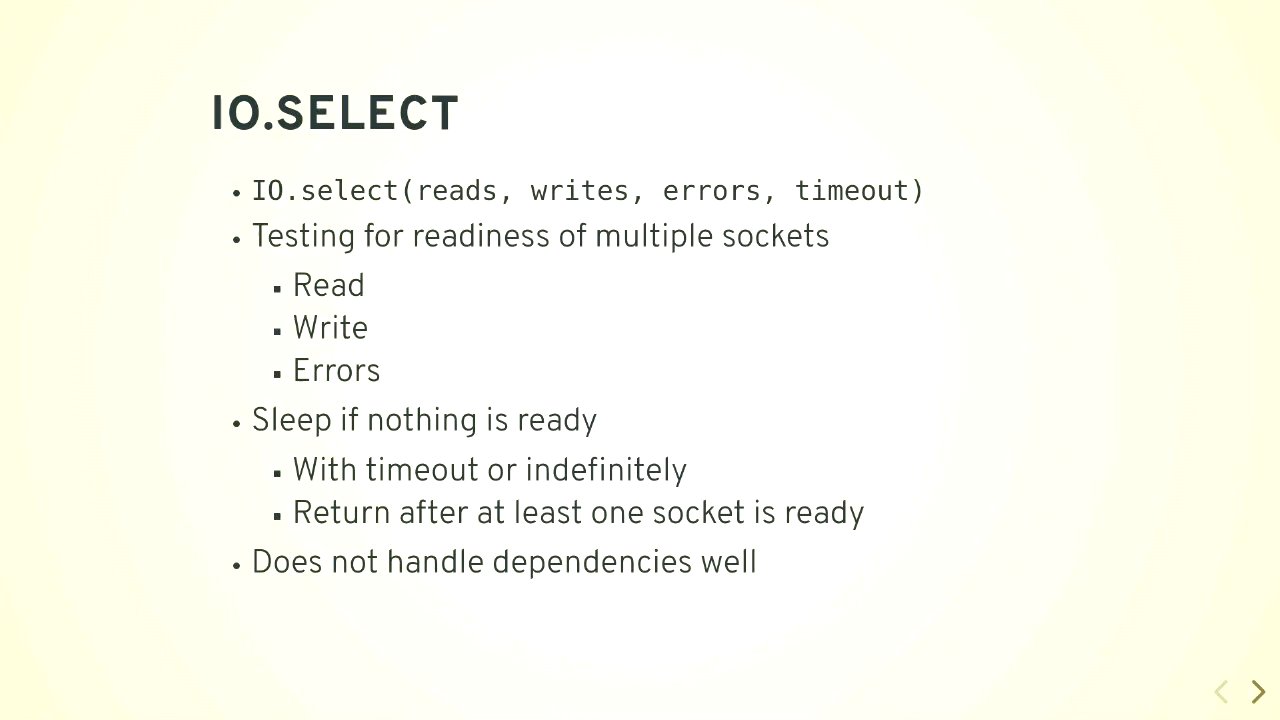 IO.SELECT
IO.select(reads, writes, errors, timeout)
Testing for readiness of multiple sockets
Read
Write
Errors
Sleep if nothing is ready
With timeout or indefinitely
Return after at least one socket is ready
Does not handle dependencies well